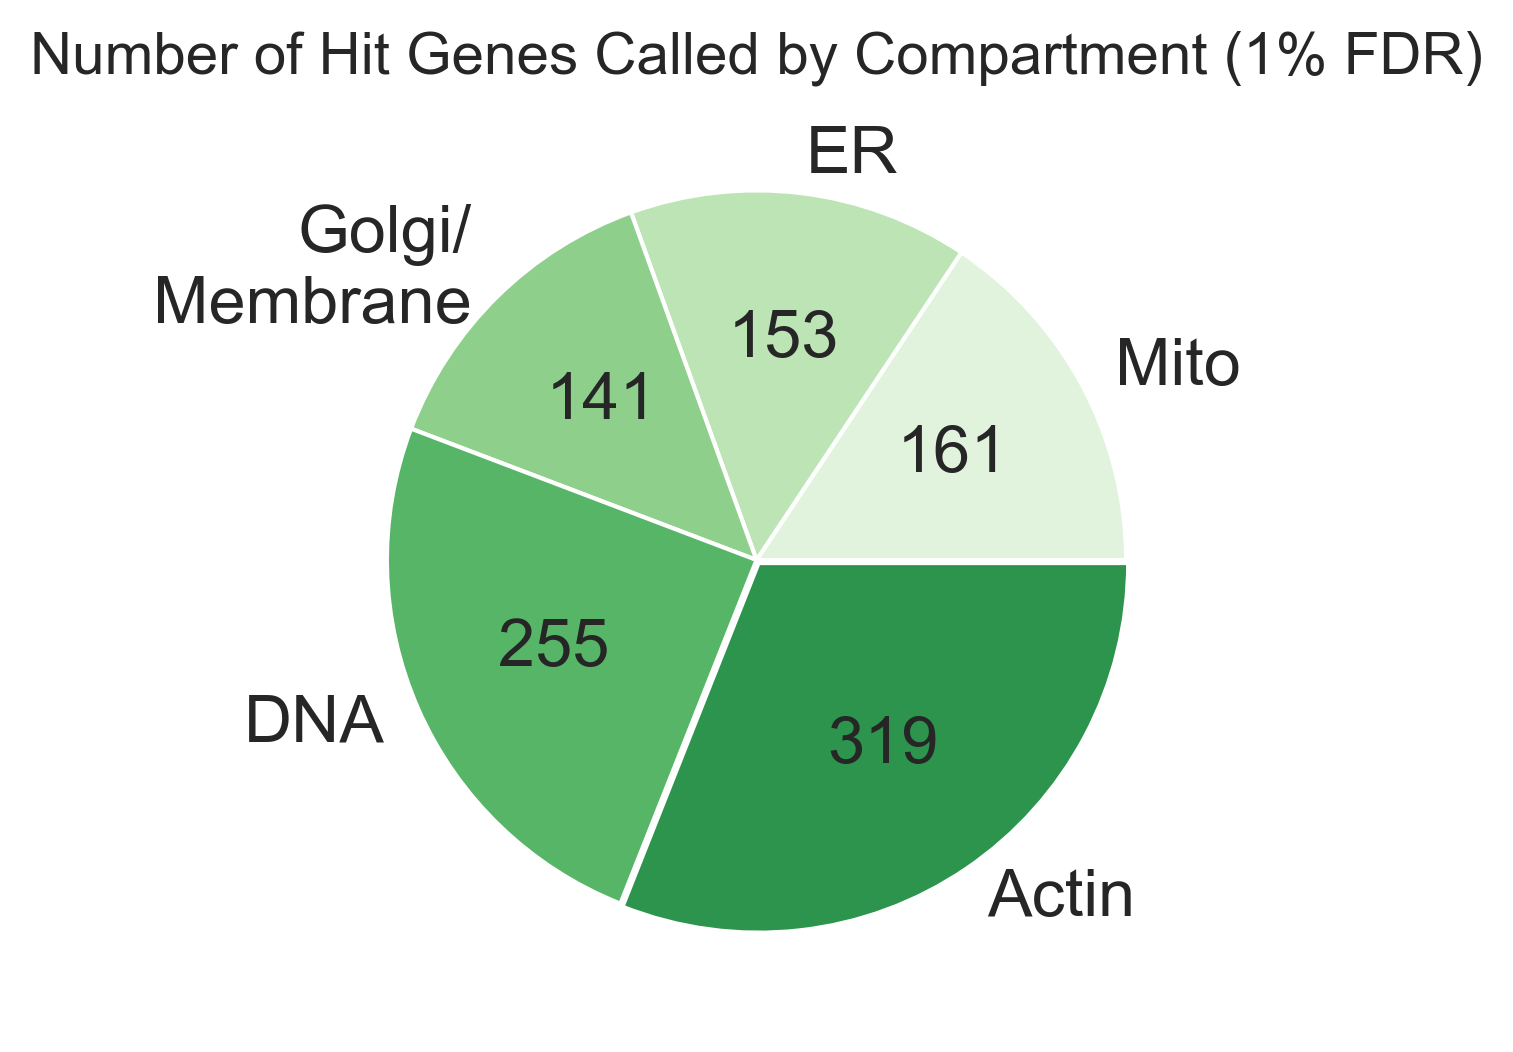 Number of Hit Genes Called by Compartment (1% FDR)
ER
Golgi/
Membrane
153
Mito
141
161
255
DNA
319
Actin